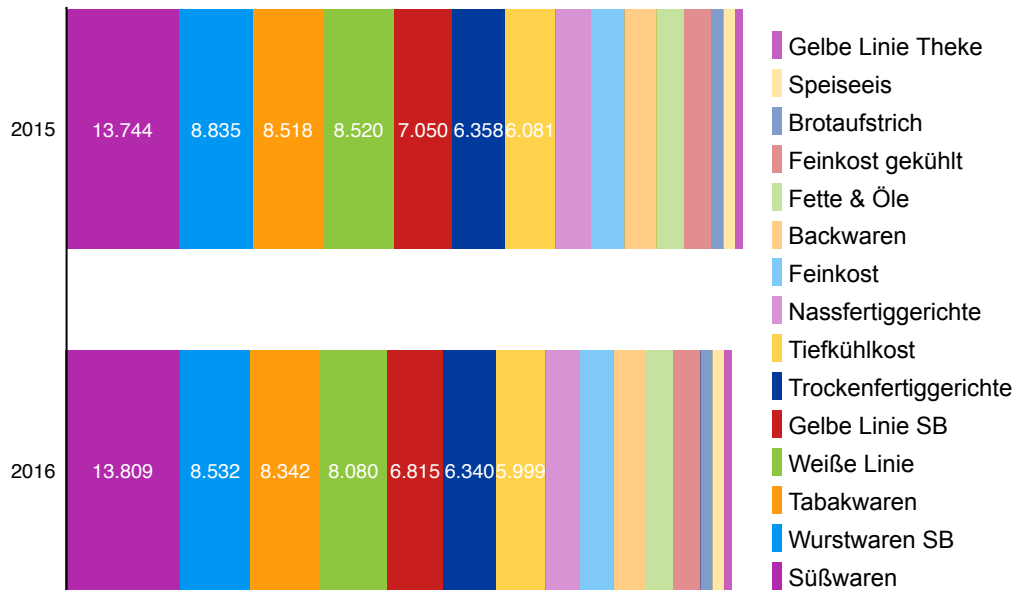 2015
13.744 8.835 8.518 8.520 7.050 6.358 6.081
2016
13.809 8.532 8.342 8.080 6.815 6.340 5.999
Gelbe Linie Theke
Speiseeis
Brotaufstrich
Feinkost gekühlt
Fette & Öle
Backwaren
Feinkost
Nassfertiggerichte
Tiefkühlkost
Trockenfertiggerichte
Gelbe Linie SB
Weiße Linie
Tabakwaren
Wurstwaren SB
Süßwaren